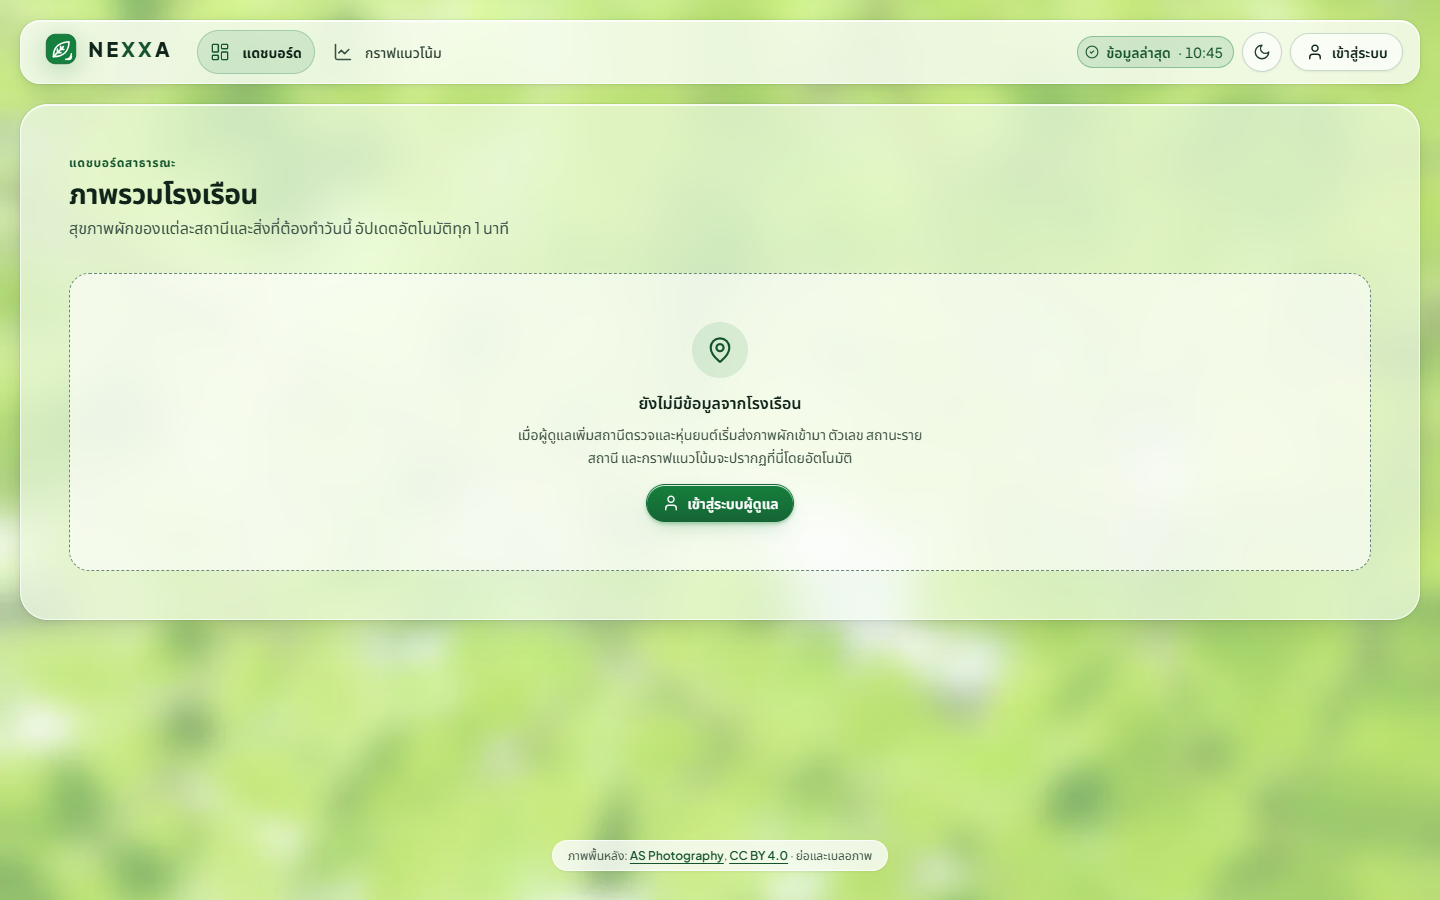 NEXXA
แดชบอร์ด
กราฟแนวโน้ม
ข้อมูลล่าสุด · 10:45
เข้าสู่ระบบ
แดชบอร์ดสาธารณะ
ภาพรวมโรงเรือน
สุขภาพผักของแต่ละสถานีและสิ่งที่ต้องทำวันนี้ อัปเดตอัตโนมัติทุก 1 นาที
ยังไม่มีข้อมูลจากโรงเรือน
เมื่อผู้ดูแลเพิ่มสถานีตรวจและหุ่นยนต์เริ่มส่งภาพผักเข้ามา ตัวเลข สถานะราย
สถานี และกราฟแนวโน้มจะปรากฏที่นี่โดยอัตโนมัติ
เข้าสู่ระบบผู้ดูแล
ภาพพื้นหลัง: AS Photography, CC BY 4.0 · ย่อและเบลอภาพ